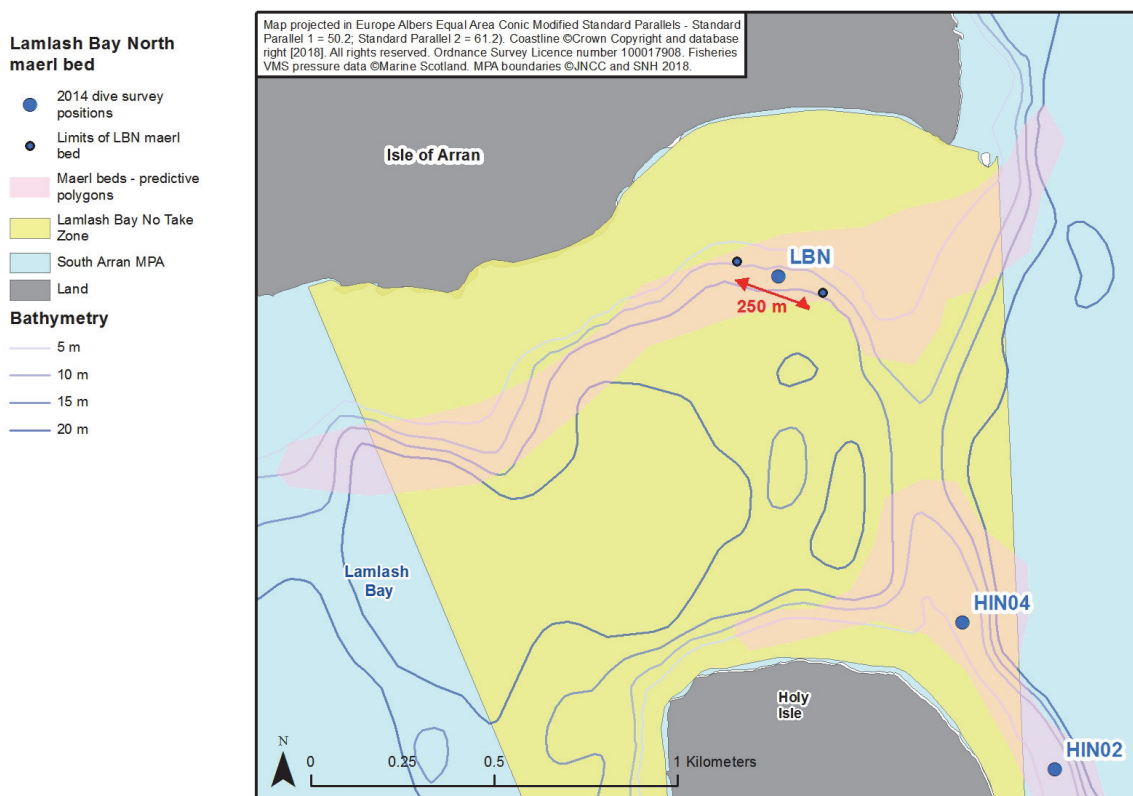 Lamlash Bay North
maerl bed
2014 dive survey
positions
Limits of LBN maerl
bed
Maerl beds - predictive
polygons
Lamlash Bay No Take
Zone
South Arran MPA
Land
Bathymetry
5 m
10 m
15 m
20 m
Map projected in Europe Albers Equal Area Conic Modified Standard Parallels - Standard
Parallel 1 = 50.2; Standard Parallel 2 = 61.2). Coastline ©Crown Copyright and database
right [2018]. All rights reserved. Ordnance Survey Licence number 100017908. Fisheries
VMS pressure data ©Marine Scotland. MPA boundaries ©JNCC and SNH 2018.
Isle of Arran
LBN
250 m
Lamlash
Bay
HIN04
Holy
Isle
HIN02
N
0 0.25 0.5 1 Kilometers